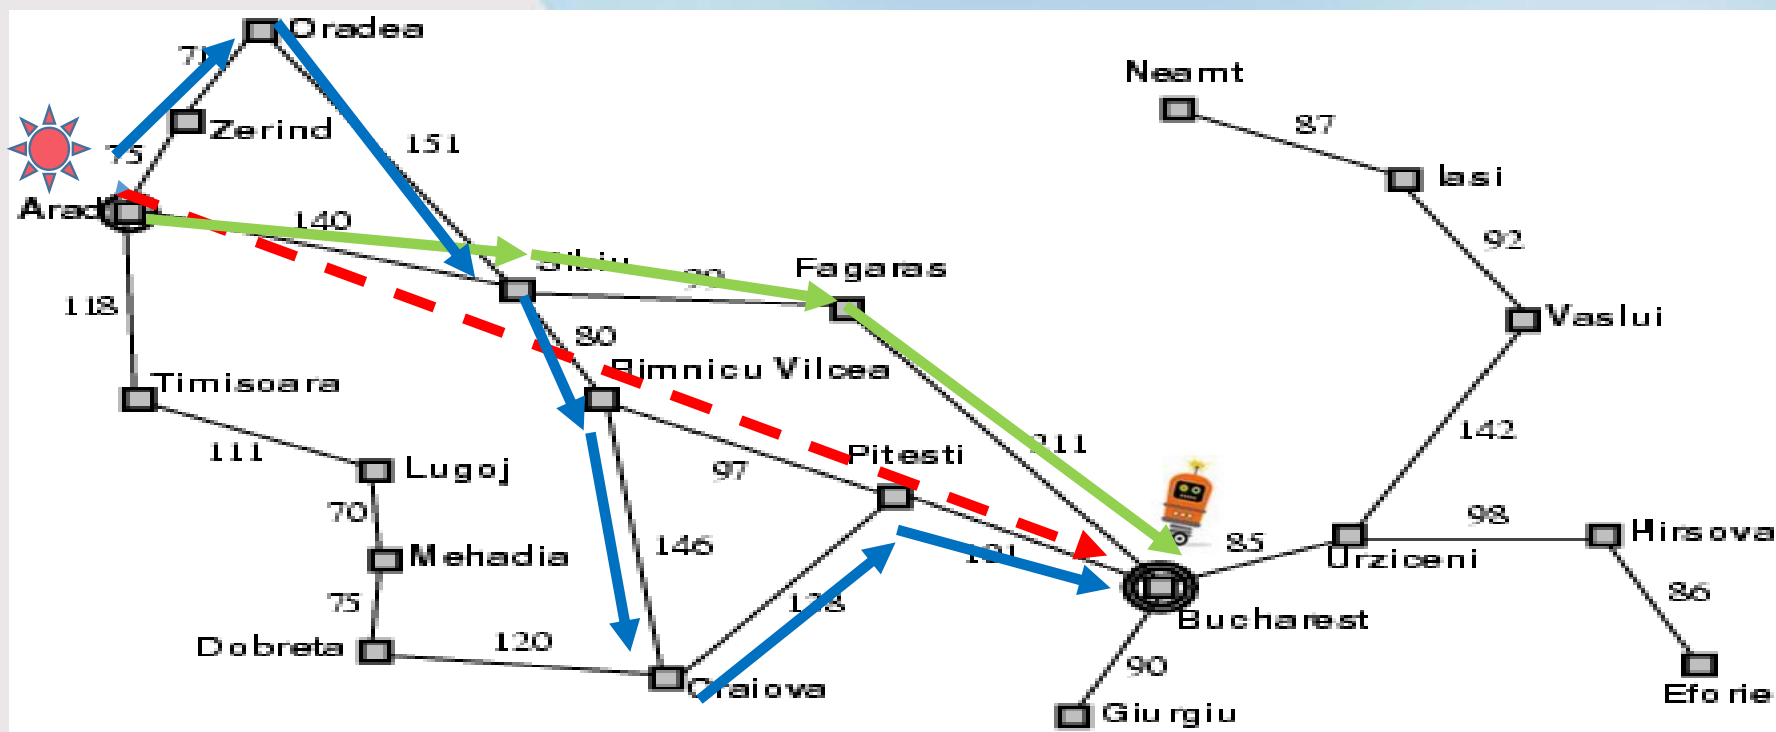 Oradea
Neamt
87
Zerind
151
Iasi
75
Arad
140
92
Sibiu
Fagaras
118
Vaslui
80
Rimnicu Vilcea
Timisoara
142
111
Lugoj
97
Pitesti
211
70
98
Hirsova
146
85
Mehadia
Urziceni
75
86
Bucharest
120
Dobreta
90
Craiova
Giurgiu
Eforie